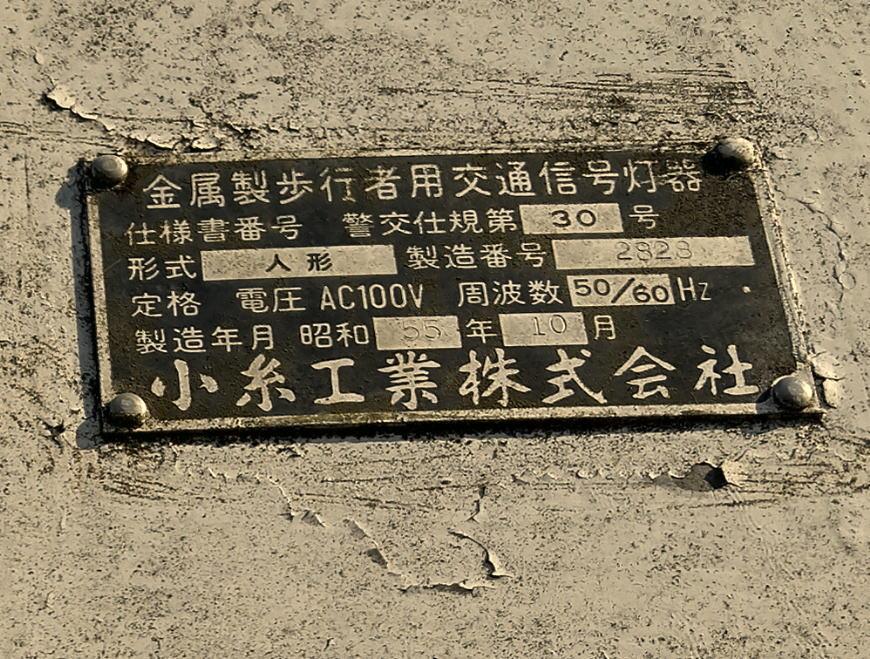 金属製歩行者用交通信号灯器
仕様書番号 警交仕規第 30 号
形式 人形 製造番号 2828
定格 電圧 AC100V 周波数 50/60 Hz
製造年月 昭和 55 年 10 月
小糸工業株式会社